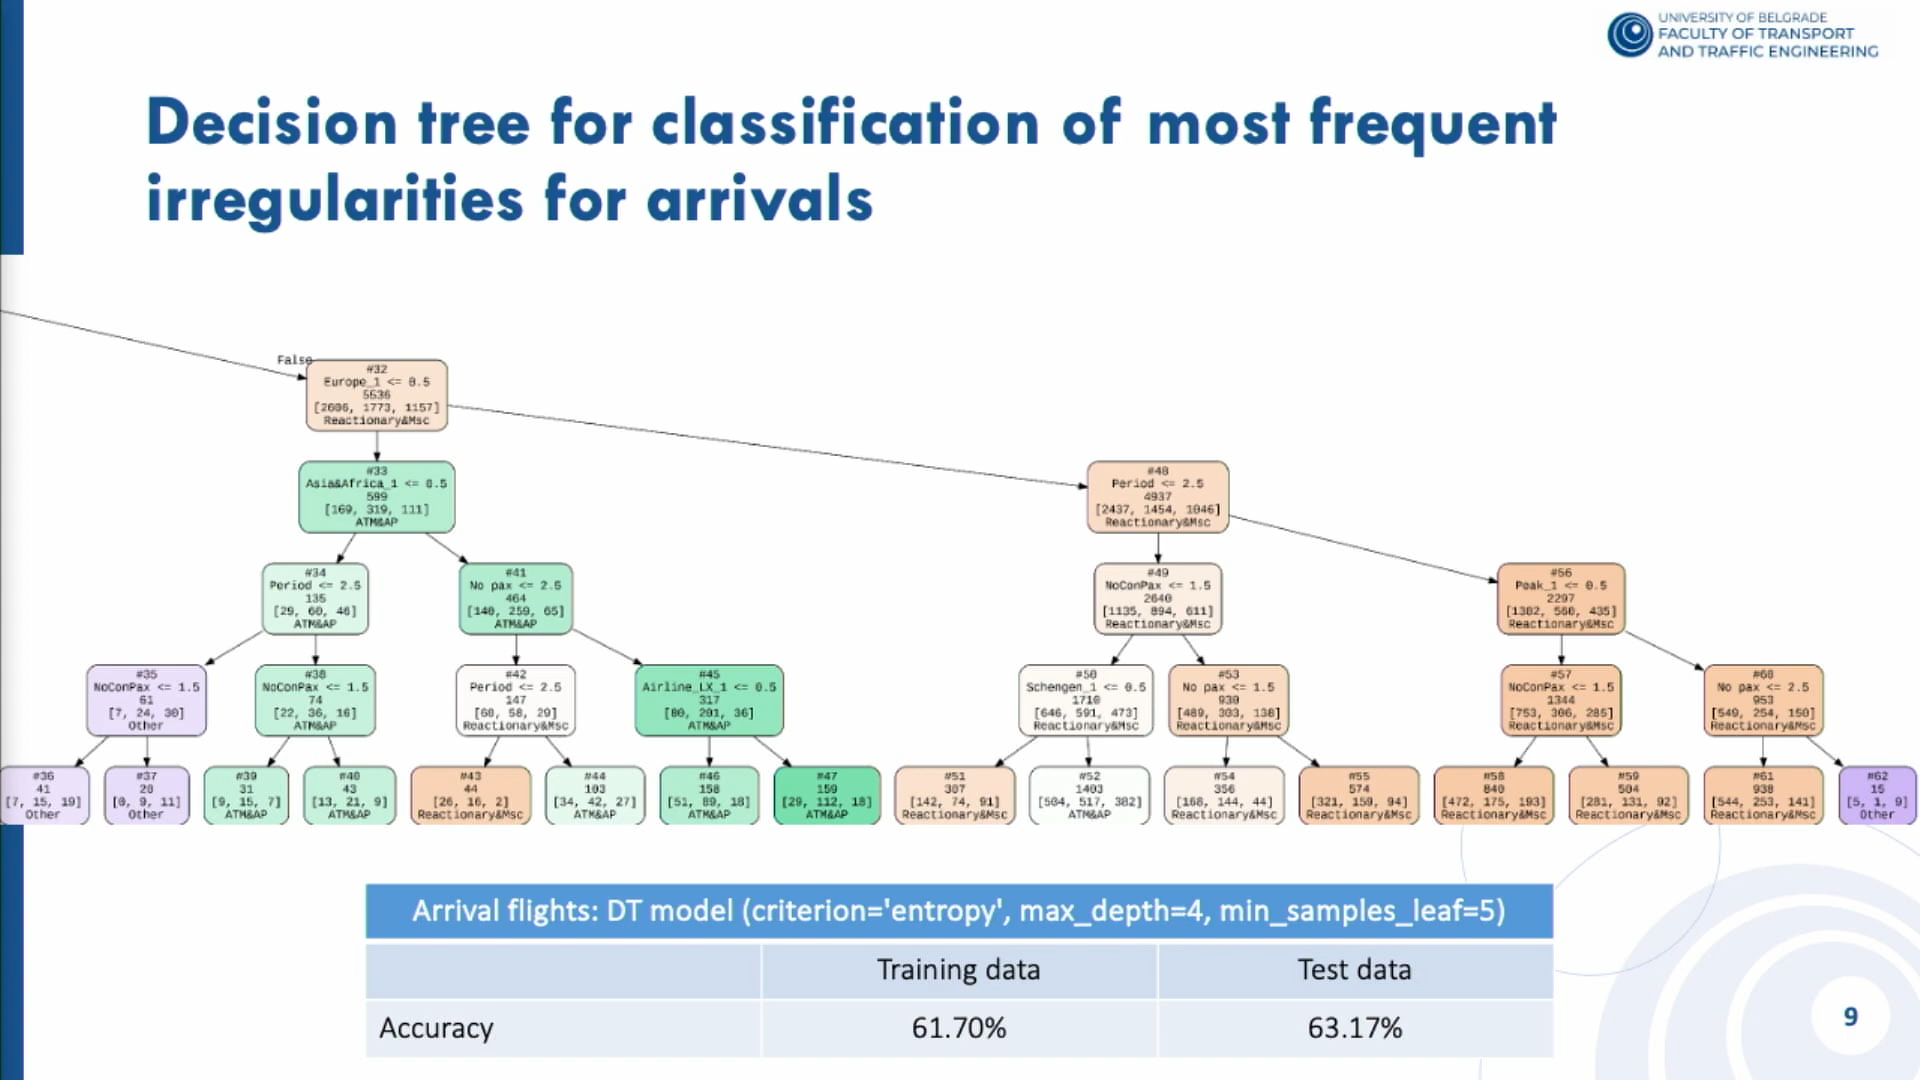 UNIVERSITY OF BELGRADE
FACULTY OF TRANSPORT
AND TRAFFIC ENGINEERING
Decision tree for classification of most frequent
irregularities for arrivals
False
#32
Europe_1 <= 0.5
5536
[2606, 1773, 1157]
Reactionary&Msc
#33
Asia&Africa_1 <= 0.5
599
[169, 319, 111]
ATM&AP
#48
Period <= 2.5
4937
[2437, 1454, 1046]
Reactionary&Msc
#34
Period <= 2.5
135
[29, 60, 46]
ATM&AP
#41
No pax <= 2.5
464
[140, 259, 65]
ATM&AP
#49
NoConPax <= 1.5
2640
[1135, 894, 611]
Reactionary&Msc
#56
Peak_1 <= 0.5
2297
[1302, 560, 435]
Reactionary&Msc
#35
NoConPax <= 1.5
61
[7, 24, 30]
Other
#38
NoConPax <= 1.5
74
[22, 36, 16]
ATM&AP
#42
Period <= 2.5
147
[60, 58, 29]
Reactionary&Msc
#45
Airline_LX_1 <= 0.5
317
[80, 201, 36]
ATM&AP
#50
Schengen_1 <= 0.5
1710
[646, 591, 473]
Reactionary&Msc
#53
No pax <= 1.5
930
[489, 303, 138]
Reactionary&Msc
#57
NoConPax <= 1.5
1344
[753, 306, 285]
Reactionary&Msc
#60
No pax <= 2.5
953
[549, 254, 150]
Reactionary&Msc
#36
41
[7, 15, 19]
Other
#37
20
[0, 9, 11]
Other
#39
31
[9, 15, 7]
ATM&AP
#40
43
[13, 21, 9]
ATM&AP
#43
44
[26, 16, 2]
Reactionary&Msc
#44
103
[34, 42, 27]
ATM&AP
#46
158
[51, 89, 18]
ATM&AP
#47
159
[29, 112, 18]
ATM&AP
#51
307
[142, 74, 91]
Reactionary&Msc
#52
1403
[504, 517, 382]
ATM&AP
#54
356
[168, 144, 44]
Reactionary&Msc
#55
574
[321, 159, 94]
Reactionary&Msc
#58
840
[472, 175, 193]
Reactionary&Msc
#59
504
[281, 131, 92]
Reactionary&Msc
#61
938
[544, 253, 141]
Reactionary&Msc
#62
15
[5, 1, 9]
Other
Arrival flights: DT model (criterion='entropy', max_depth=4, min_samples_leaf=5)
Training data Test data
Accuracy 61.70% 63.17%
9